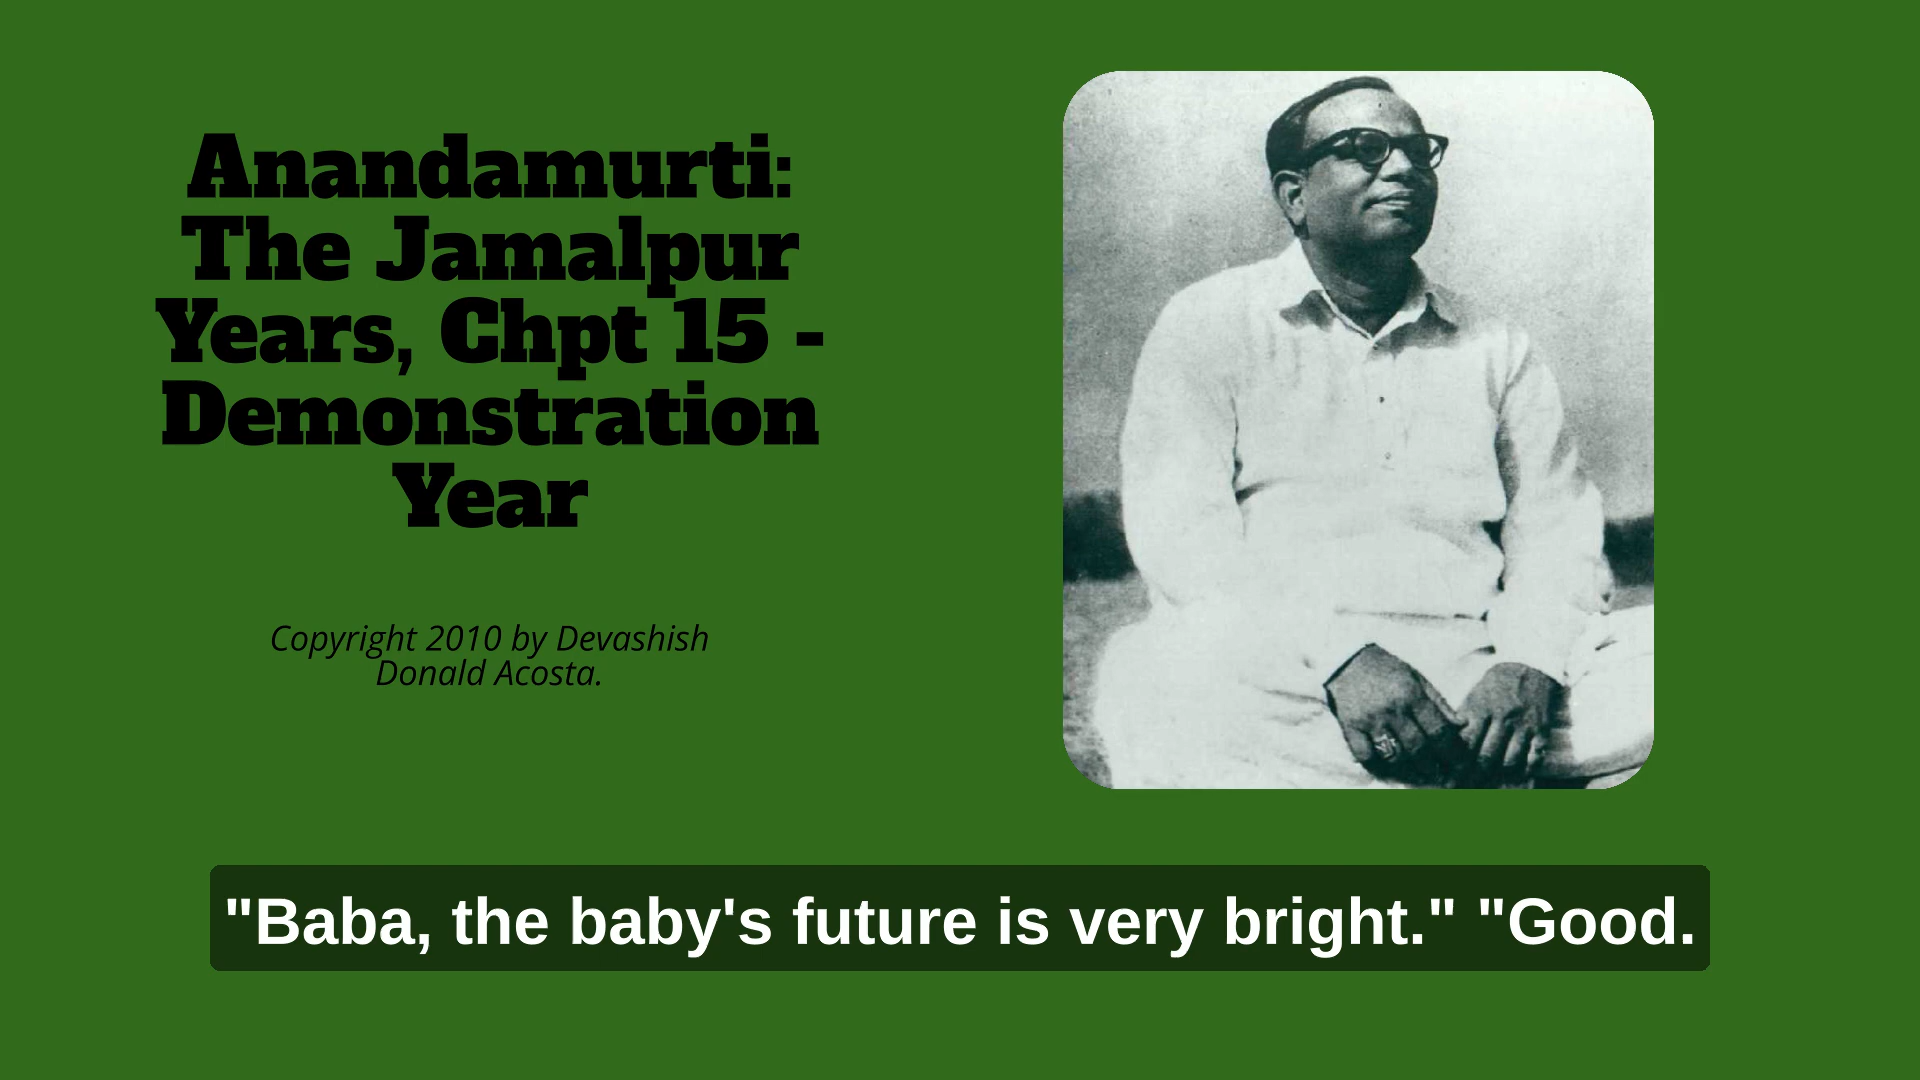 Anandamurti:
The Jamalpur
Years, Chpt 15 -
Demonstration
Year
Copyright 2010 by Devashish
Donald Acosta.
"Baba, the baby's future is very bright." "Good.